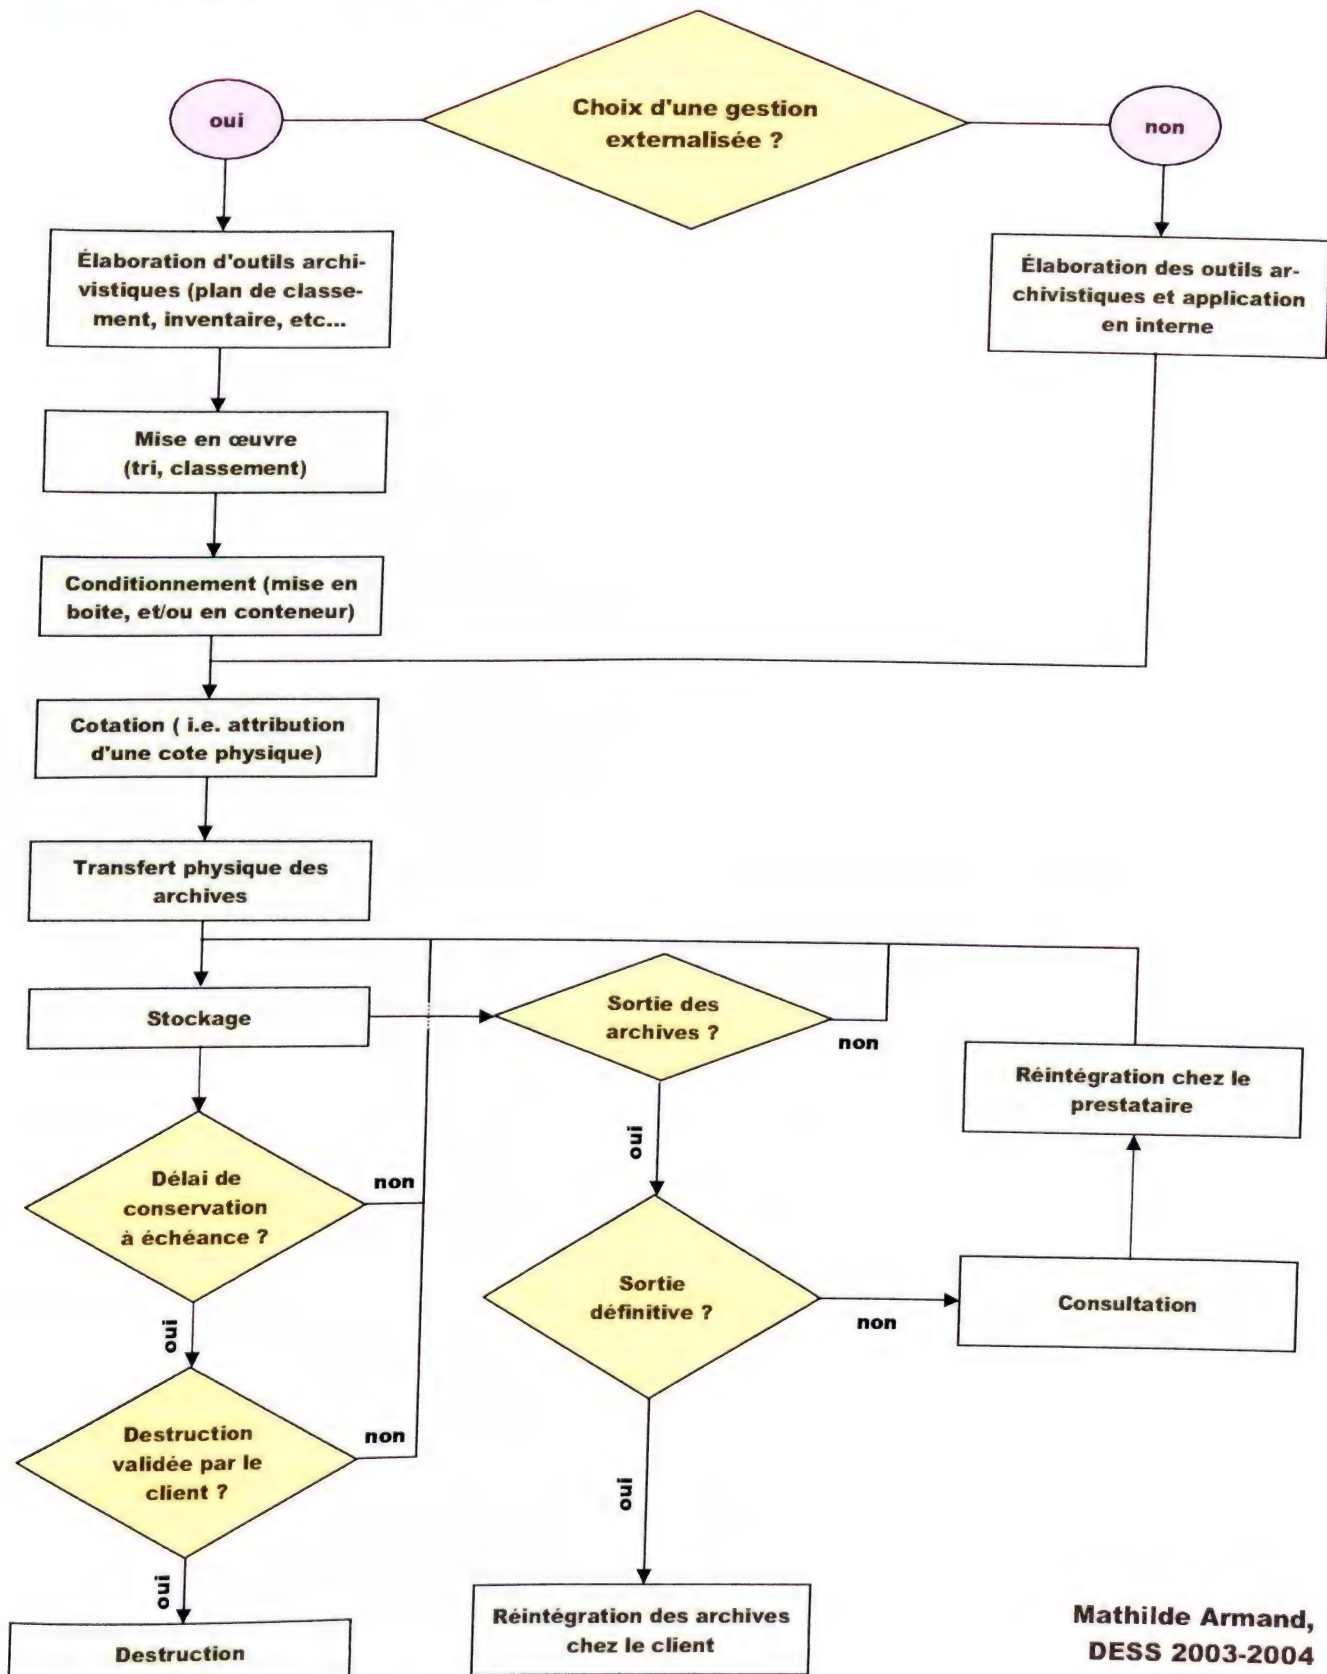 Choix d'une gestion
externalisée ?
oui
non
Élaboration d'outils archi-
vistiques (plan de classe-
ment, inventaire, etc...
Élaboration des outils ar-
chivistiques et application
en interne
Mise en œuvre
(tri, classement)
Conditionnement (mise en
boite, et/ou en conteneur)
Cotation ( i.e. attribution
d'une cote physique)
Transfert physique des
archives
Stockage
Sortie des
archives ?
non
Réintégration chez le
prestataire
oui
Délai de
conservation
à échéance ?
non
Sortie
définitive ?
non
Consultation
oui
Destruction
validée par le
client ?
non
oui
oui
Destruction
Réintégration des archives
chez le client
Mathilde Armand,
DESS 2003-2004